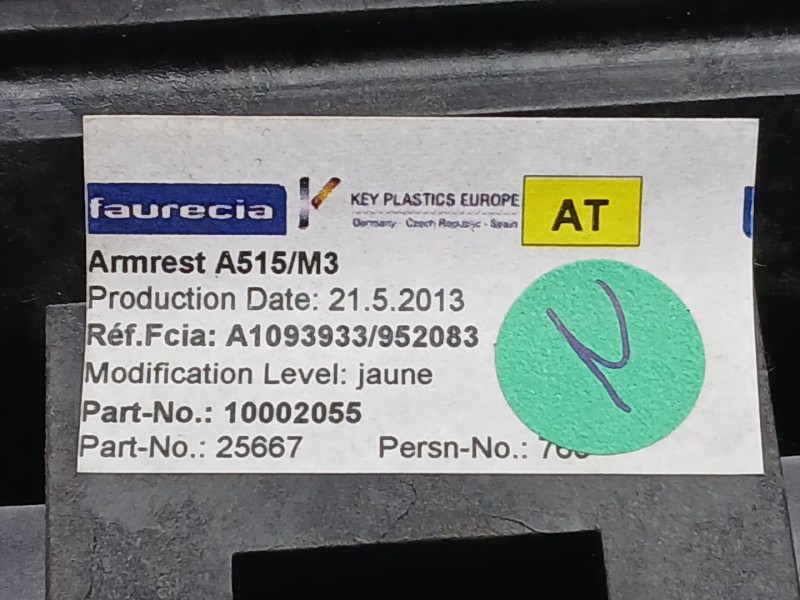 faurecia
KEY PLASTICS EUROPE
Germany - Czech Republic - Spain
AT
Armrest A515/M3
Production Date: 21.5.2013
Réf.Fcia: A1093933/952083
Modification Level: jaune
Part-No.: 10002055
Part-No.: 25667 Persn-No.: